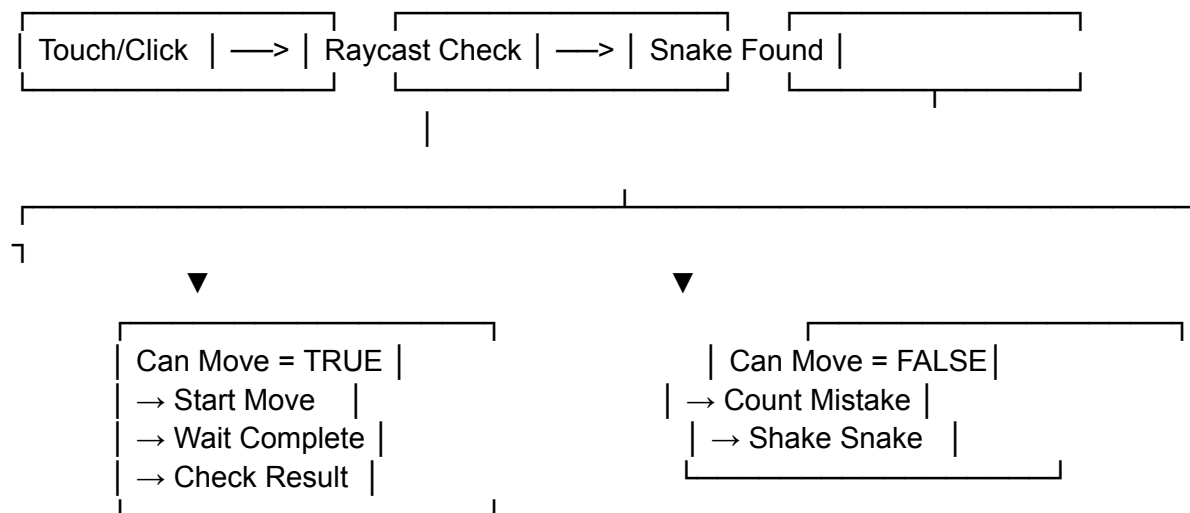 Touch/Click ──> Raycast Check ──> Snake Found
▼ ▼
Can Move = TRUE Can Move = FALSE
→ Start Move → Count Mistake
→ Wait Complete → Shake Snake
→ Check Result